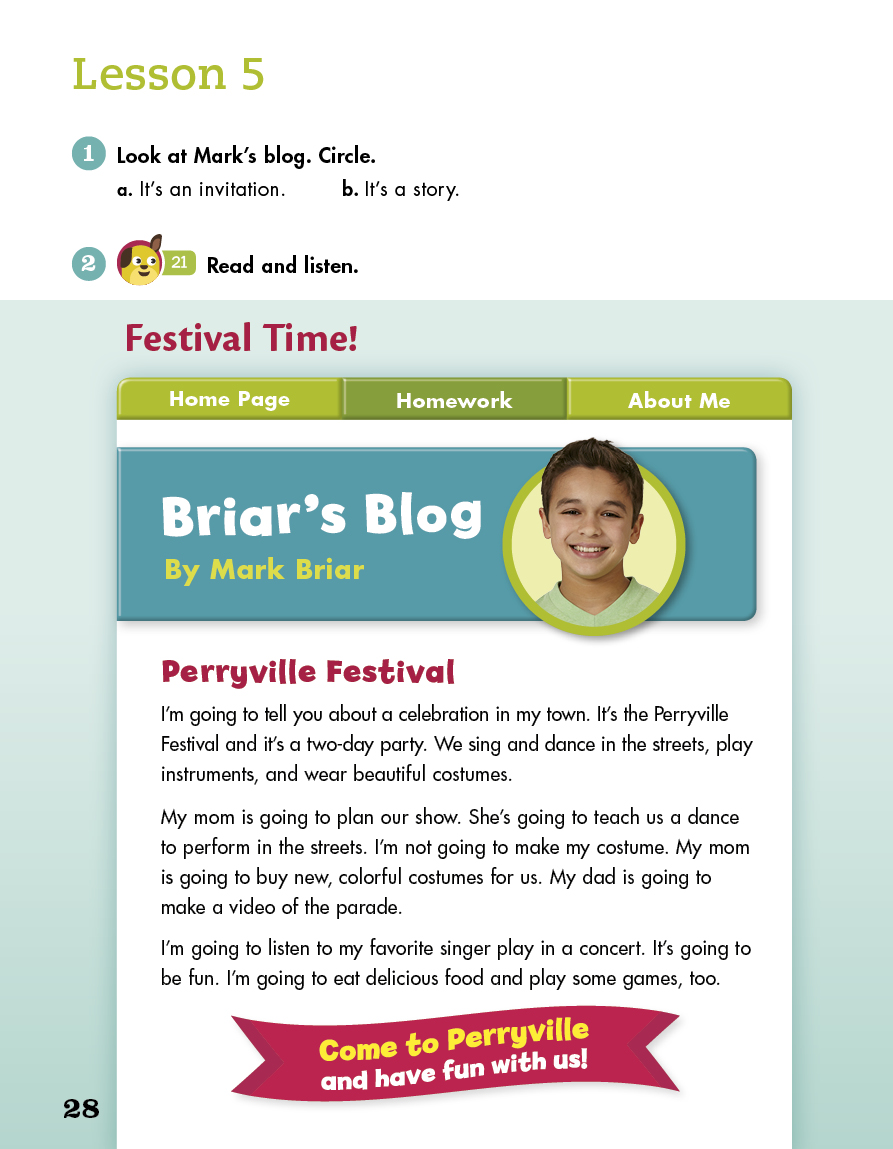 Lesson 5
1 Look at Mark's blog. Circle.
a. It's an invitation. b. It's a story.
2 21 Read and listen.
Festival Time!
Home Page Homework About Me
Briar's Blog
By Mark Briar
Perryville Festival
I'm going to tell you about a celebration in my town. It's the Perryville
Festival and it's a two-day party. We sing and dance in the streets, play
instruments, and wear beautiful costumes.
My mom is going to plan our show. She's going to teach us a dance
to perform in the streets. I'm not going to make my costume. My mom
is going to buy new, colorful costumes for us. My dad is going to
make a video of the parade.
I'm going to listen to my favorite singer play in a concert. It's going to
be fun. I'm going to eat delicious food and play some games, too.
Come to Perryville
and have fun with us!
28